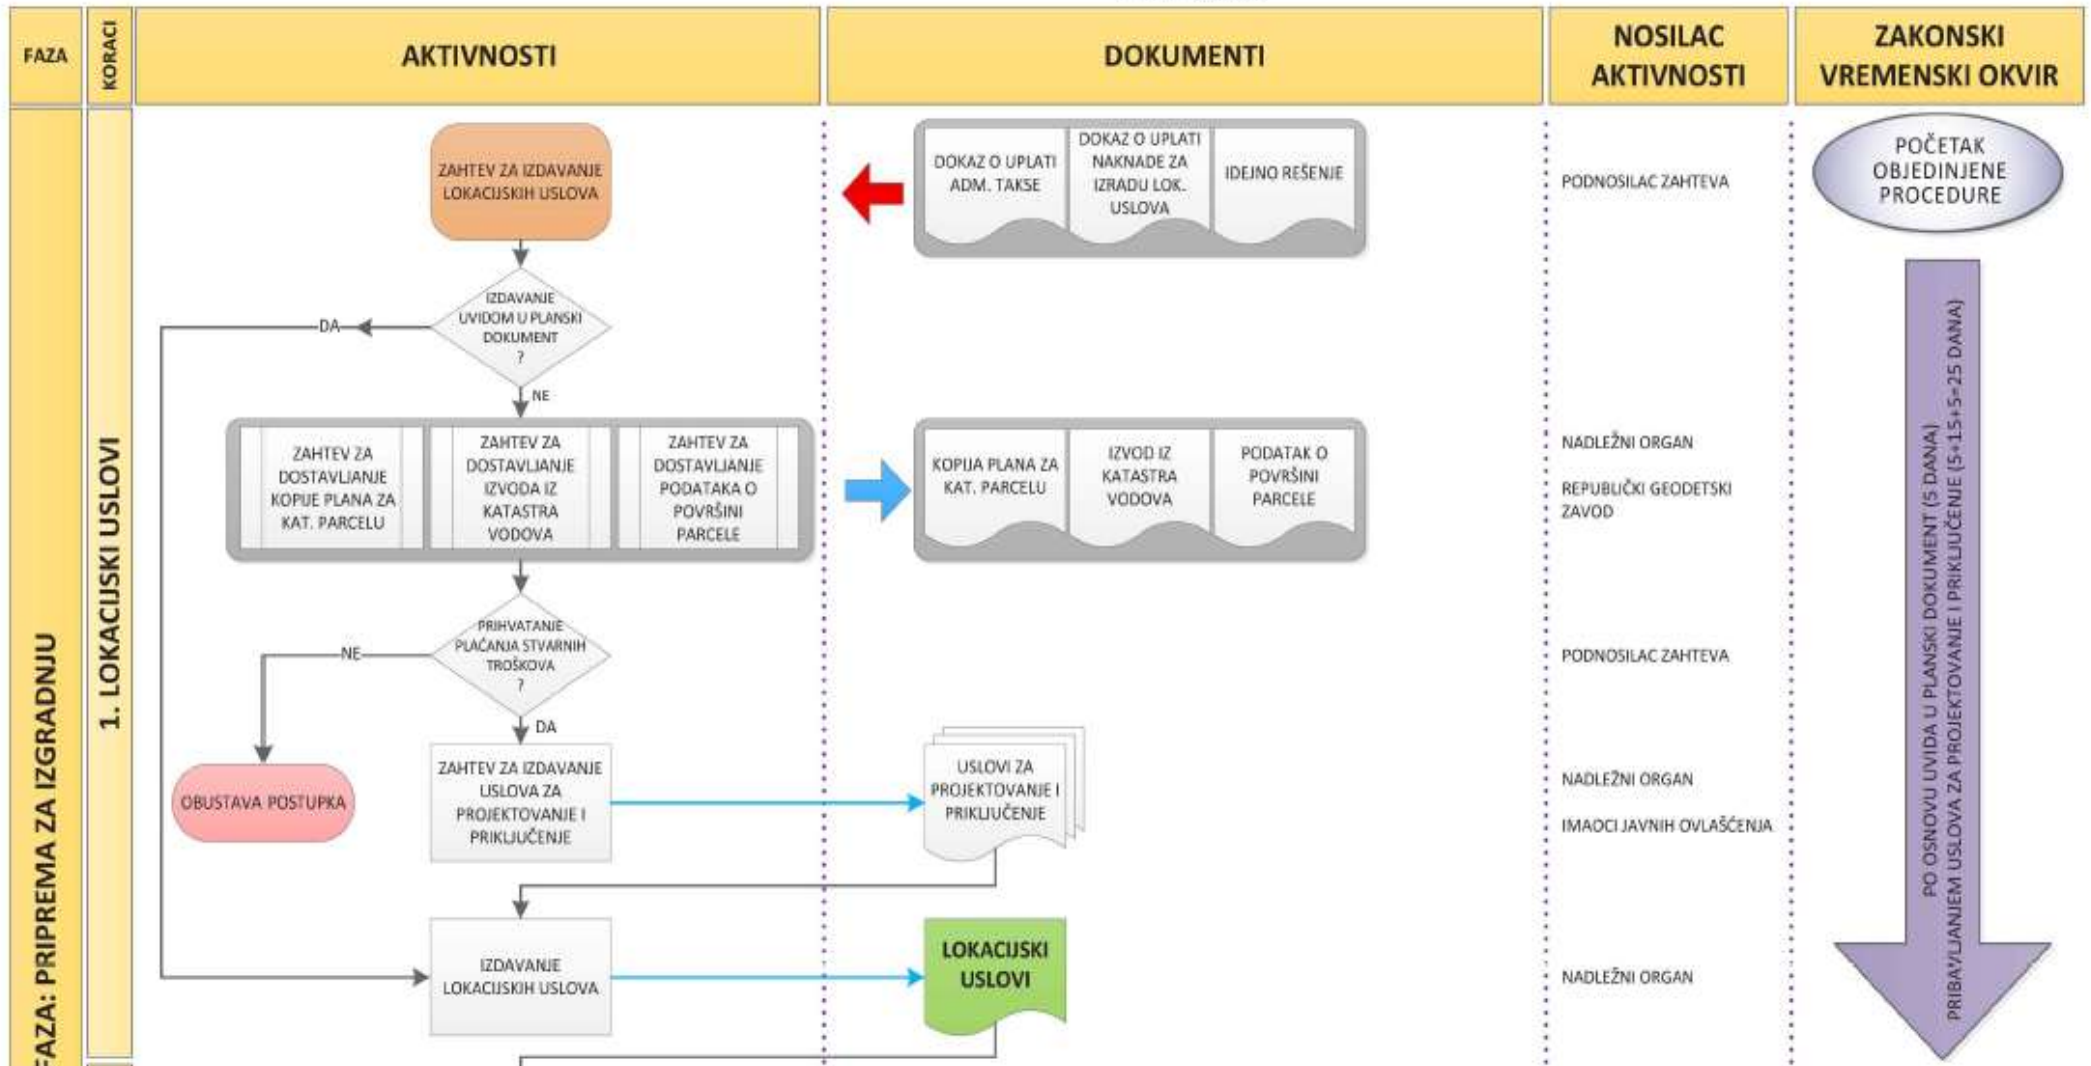 FAZA
KORACI
AKTIVNOSTI
DOKUMENTI
NOSILAC
AKTIVNOSTI
ZAKONSKI
VREMENSKI OKVIR
FAZA: PRIPREMA ZA IZGRADNJU
1. LOKACIJSKI USLOVI
ZAHTEV ZA IZDAVANJE
LOKACIJSKIH USLOVA
DOKAZ O UPLATI
ADM. TAKSE
DOKAZ O UPLATI
NAKNADE ZA
IZRADU LOK.
USLOVA
IDEJNO REŠENJE
PODNOSILAC ZAHTEVA
POČETAK
OBJEDINJENE
PROCEDURE
IZDAVANJE
UVIDOM U PLANSKI
DOKUMENT
?
DA
NE
ZAHTEV ZA
DOSTAVLJANJE
KOPIJE PLANA ZA
KAT. PARCELU
ZAHTEV ZA
DOSTAVLJANJE
IZVODA IZ
KATASTRA
VODOVA
ZAHTEV ZA
DOSTAVLJANJE
PODATAKA O
POVRŠINI
PARCELE
KOPIJA PLANA ZA
KAT. PARCELU
IZVOD IZ
KATASTRA
VODOVA
PODATAK O
POVRŠINI
PARCELE
NADLEŽNI ORGAN
REPUBLIČKI GEODETSKI
ZAVOD
PRIHVATANJE
PLAĆANJA STVARNIH
TROŠKOVA
?
NE
DA
PODNOSILAC ZAHTEVA
OBUSTAVA POSTUPKA
ZAHTEV ZA IZDAVANJE
USLOVA ZA
PROJEKTOVANJE I
PRIKLJUČENJE
USLOVI ZA
PROJEKTOVANJE I
PRIKLJUČENJE
NADLEŽNI ORGAN
IMAOCI JAVNIH OVLAŠĆENJA
IZDAVANJE
LOKACIJSKIH USLOVA
LOKACIJSKI
USLOVI
NADLEŽNI ORGAN
PO OSNOVU UVIDA U PLANSKI DOKUMENT (5 DANA)
PRIBAVLJANJEM USLOVA ZA PROJEKTOVANJE I PRIKLJUČENJE (5+15+5=25 DANA)